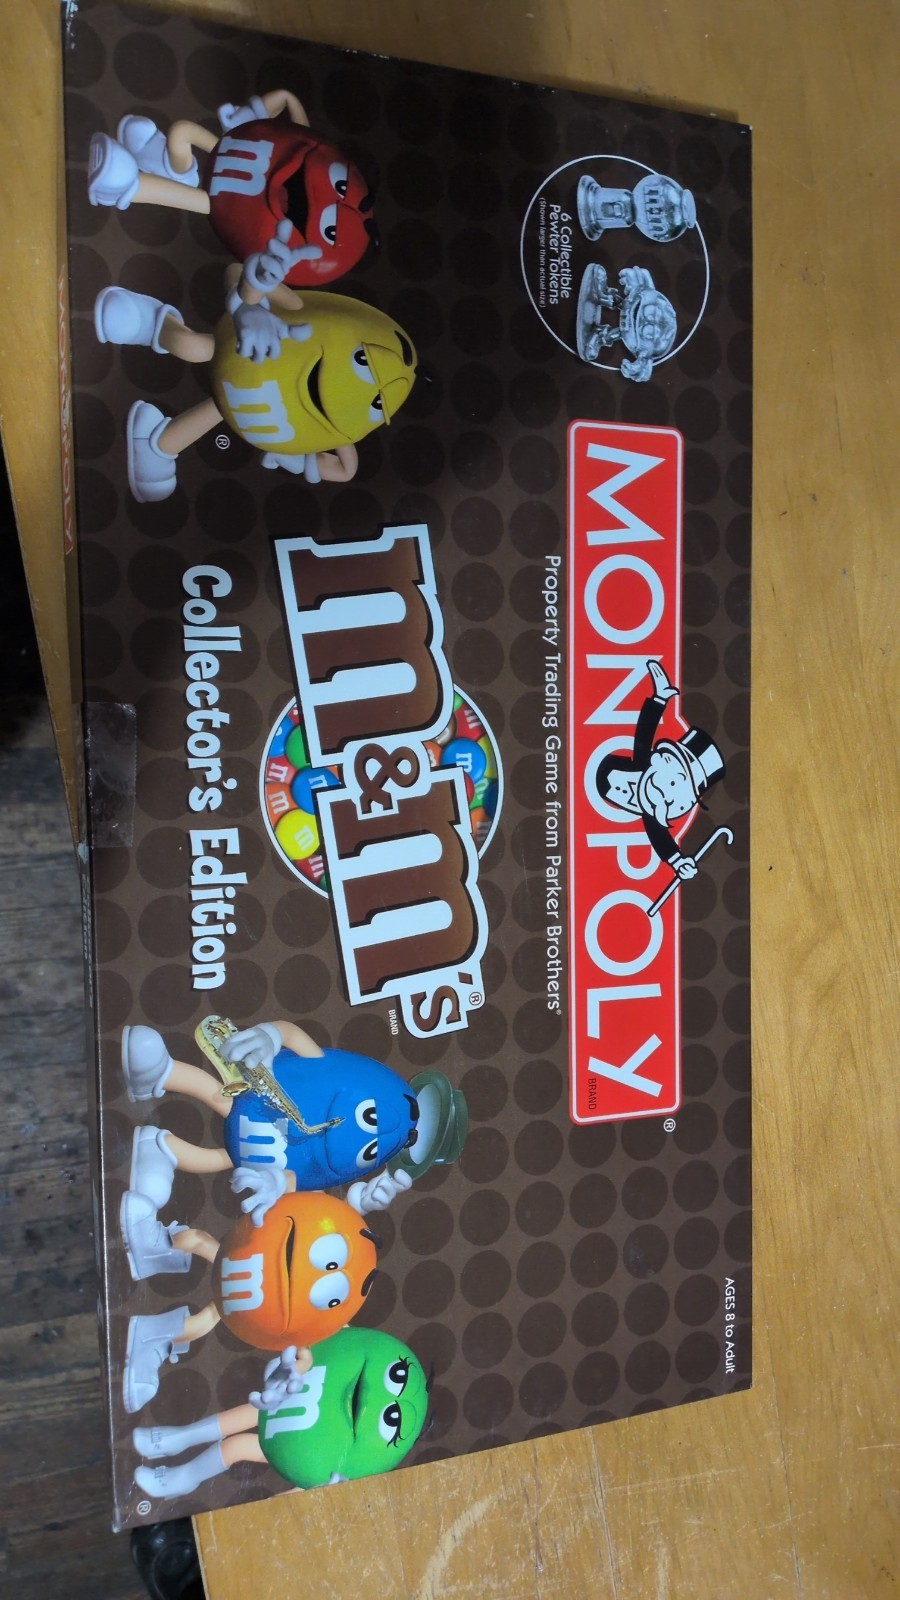 6 Collectible
Pewter Tokens
(Shown larger than actual size)
MONOPOLY
BRAND
®
AGES 8 to Adult
Property Trading Game from Parker Brothers®
m&m's®
BRAND
Collector's Edition
m
m
®
m
m
m
®